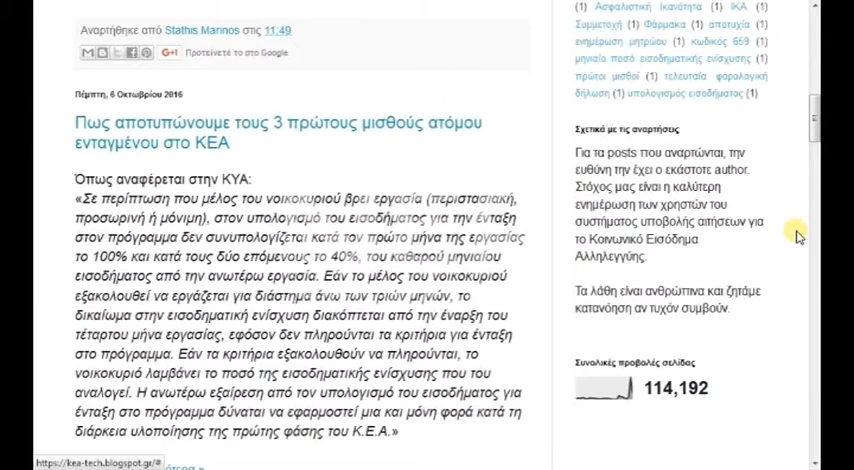 Αναρτήθηκε από Stathis Marinos στις 11:49
Προτείνετε το στο Google
Πέμπτη, 6 Οκτωβρίου 2016
Πως αποτυπώνουμε τους 3 πρώτους μισθούς ατόμου
ενταγμένου στο ΚΕΑ
Όπως αναφέρεται στην ΚΥΑ:
«Σε περίπτωση που μέλος του νοικοκυριού βρει εργασία (περιστασιακή,
προσωρινή ή μόνιμη), στον υπολογισμό του εισοδήματος για την ένταξη
στον πρόγραμμα δεν συνυπολογίζεται κατά τον πρώτο μήνα της εργασίας
το 100% και κατά τους δύο επόμενους το 40%, του καθαρού μηνιαίου
εισοδήματος από την ανωτέρω εργασία. Εάν το μέλος του νοικοκυριού
εξακολουθεί να εργάζεται για διάστημα άνω των τριών μηνών, το
δικαίωμα στην εισοδηματική ενίσχυση διακόπτεται από την έναρξη του
τέταρτου μήνα εργασίας, εφόσον δεν πληρούνται τα κριτήρια για ένταξη
στο πρόγραμμα. Εάν τα κριτήρια εξακολουθούν να πληρούνται, το
νοικοκυριό λαμβάνει το ποσό της εισοδηματικής ενίσχυσης που του
αναλογεί. Η ανωτέρω εξαίρεση από τον υπολογισμό του εισοδήματος για
ένταξη στο πρόγραμμα δύναται να εφαρμοστεί μια και μόνη φορά κατά τη
διάρκεια υλοποίησης της πρώτης φάσης του Κ.Ε.Α.»
https://kea-tech.blogspot.gr/#
(1) Ασφαλιστική Ικανότητα (1) ΙΚΑ (1)
Συμμετοχή (1) Φάρμακα (1) αποτυχία (1)
ενημέρωση μητρώου (1) κωδικός 659 (1)
μηνιαίο ποσό εισοδηματικής ενίσχυσης (1)
πρώτοι μισθοί (1) τελευταία φορολογική
δήλωση (1) υπολογισμός εισοδήματος (1)
Σχετικά με τις αναρτήσεις
Για τα posts που αναρτώνται, την
ευθύνη την έχει ο εκάστοτε author.
Στόχος μας είναι η καλύτερη
ενημέρωση των χρηστών του
συστήματος υποβολής αιτήσεων για
το Κοινωνικό Εισόδημα
Αλληλεγγύης.
Τα λάθη είναι ανθρώπινα και ζητάμε
κατανόηση αν τυχόν συμβούν.
Συνολικές προβολές σελίδας
114,192